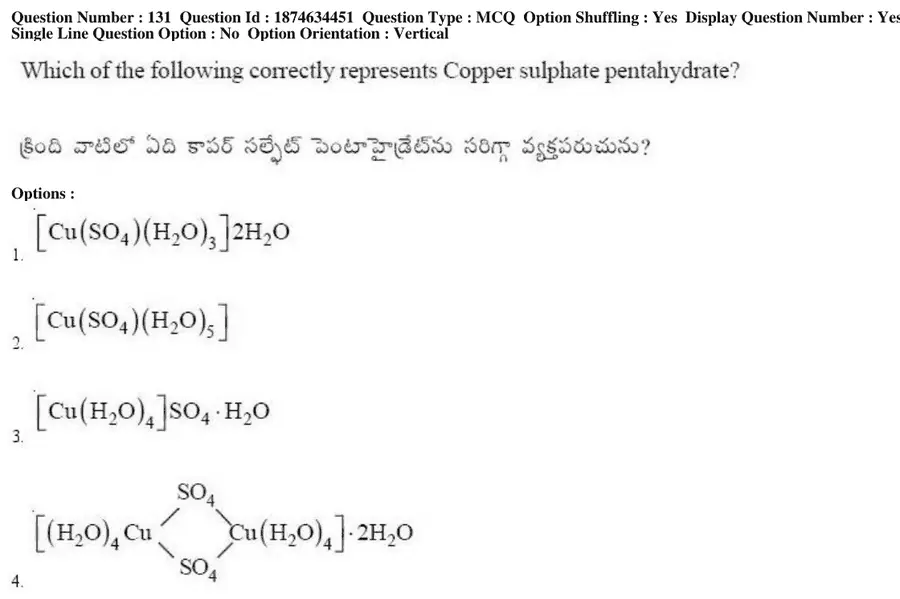 Question Number : 131 Question Id : 1874634451 Question Type : MCQ Option Shuffling : Yes Display Question Number : Yes
Single Line Question Option : No Option Orientation : Vertical
Which of the following correctly represents Copper sulphate pentahydrate?
క్రింది వాటిలో ఏది కాపర్ సల్ఫేట్ పెంటాహైడ్రేట్‌ను సరిగ్గా వ్యక్తపరుచును?
Options :
1. [Cu(SO₄)(H₂O)₃]2H₂O
2. [Cu(SO₄)(H₂O)₅]
3. [Cu(H₂O)₄]SO₄·H₂O
SO₄
[(H₂O)₄Cu Cu(H₂O)₄]·2H₂O
SO₄
4.